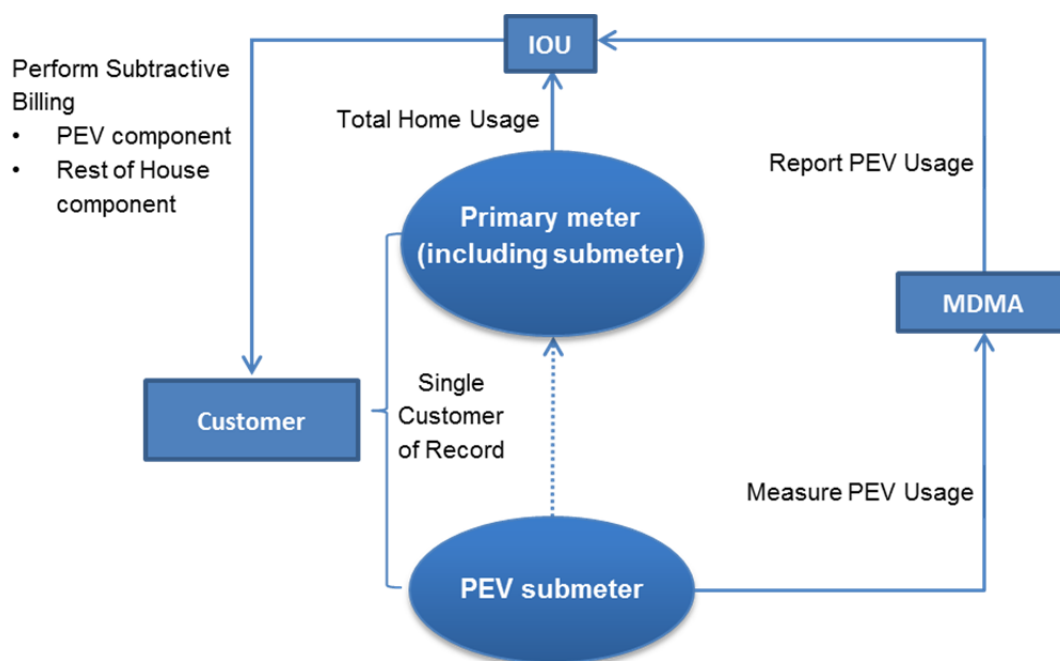 IOU
Perform Subtractive
Billing
• PEV component
• Rest of House
component
Total Home Usage
Report PEV Usage
Primary meter
(including submeter)
MDMA
Customer
Single
Customer
of Record
Measure PEV Usage
PEV submeter